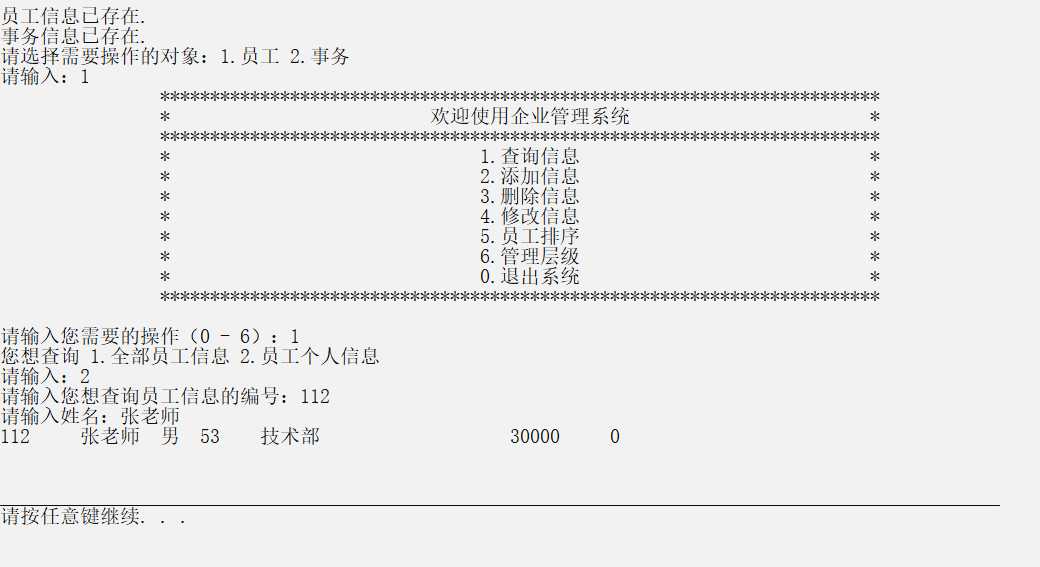 员工信息已存在.
事务信息已存在.
请选择需要操作的对象：1.员工 2.事务
请输入：1
************************************************************************
* 欢迎使用企业管理系统 *
************************************************************************
* 1.查询信息 *
* 2.添加信息 *
* 3.删除信息 *
* 4.修改信息 *
* 5.员工排序 *
* 6.管理层级 *
* 0.退出系统 *
************************************************************************
请输入您需要的操作（0 - 6）：1
您想查询 1.全部员工信息 2.员工个人信息
请输入：2
请输入您想查询员工信息的编号：112
请输入姓名：张老师
112 张老师 男 53 技术部 30000 0
请按任意键继续. . .